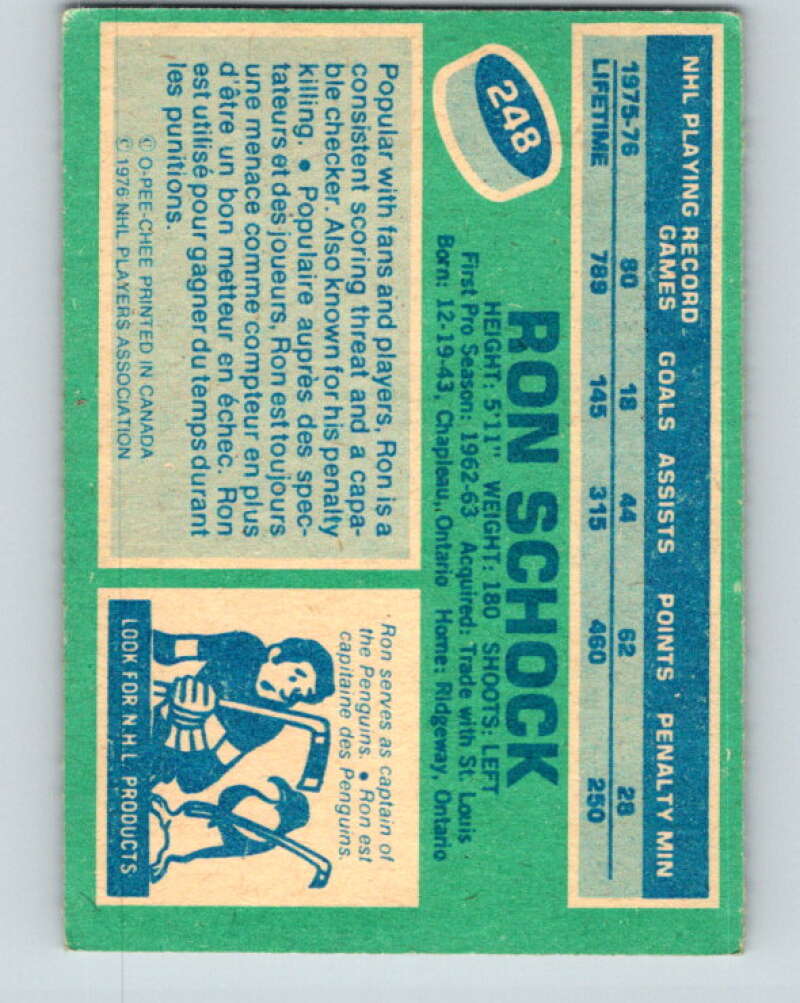 NHL PLAYING RECORD
GAMES GOALS ASSISTS POINTS PENALTY MIN
1975-76 80 18 44 62 28
LIFETIME 789 145 315 460 250
248
RON SCHOCK
HEIGHT: 5'11" WEIGHT: 180 SHOOTS: LEFT
First Pro Season: 1962-63 Acquired: Trade with St. Louis
Born: 12-19-43, Chapleau, Ontario Home: Ridgeway, Ontario
Popular with fans and players, Ron is a
consistent scoring threat and a capa-
ble checker. Also known for his penalty
killing. • Populaire auprès des spec-
tateurs et des joueurs, Ron est toujours
une menace comme compteur en plus
d'être un bon metteur en échec. Ron
est utilisé pour gagner du temps durant
les punitions.
© O-PEE-CHEE PRINTED IN CANADA
© 1976 NHL PLAYERS ASSOCIATION
Ron serves as captain of
the Penguins. • Ron est
capitaine des Penguins.
LOOK FOR N.H.L. PRODUCTS